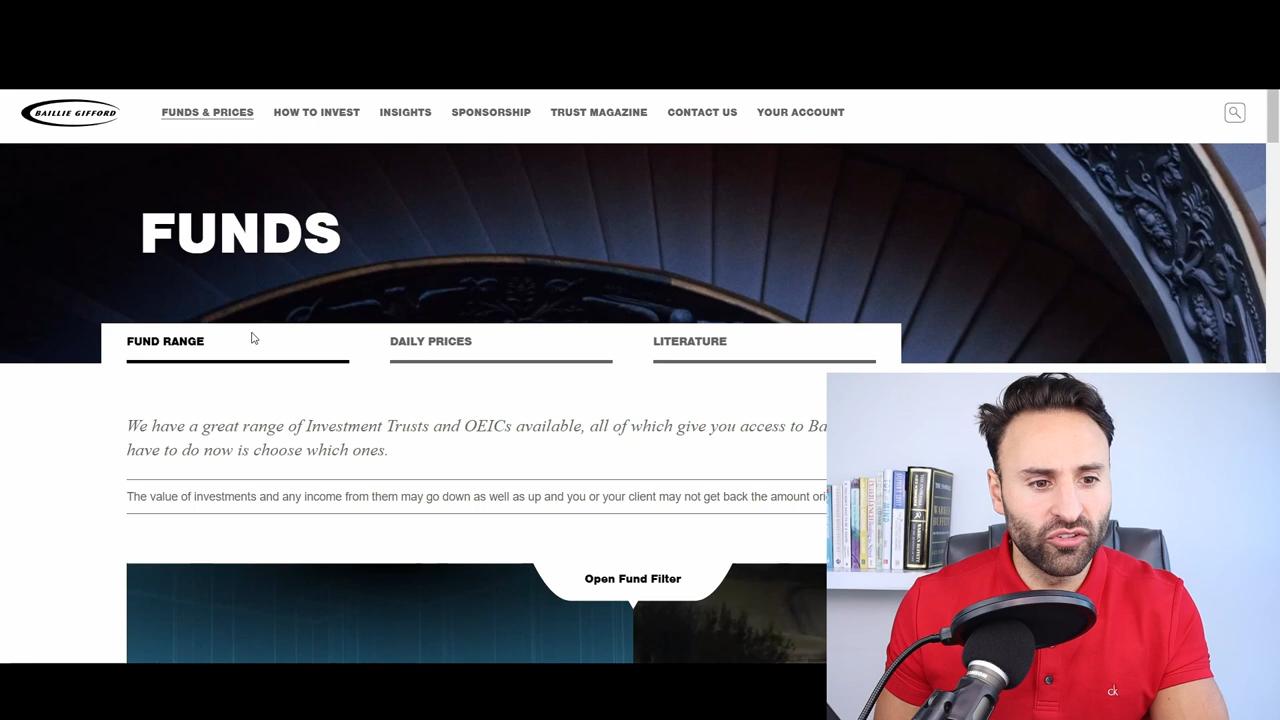 BAILLIE GIFFORD
FUNDS & PRICES HOW TO INVEST INSIGHTS SPONSORSHIP TRUST MAGAZINE CONTACT US YOUR ACCOUNT
FUNDS
FUND RANGE DAILY PRICES LITERATURE
We have a great range of Investment Trusts and OEICs available, all of which give you access to Ba
have to do now is choose which ones.
The value of investments and any income from them may go down as well as up and you or your client may not get back the amount ori
Open Fund Filter
WARREN
BUFFETT
ck